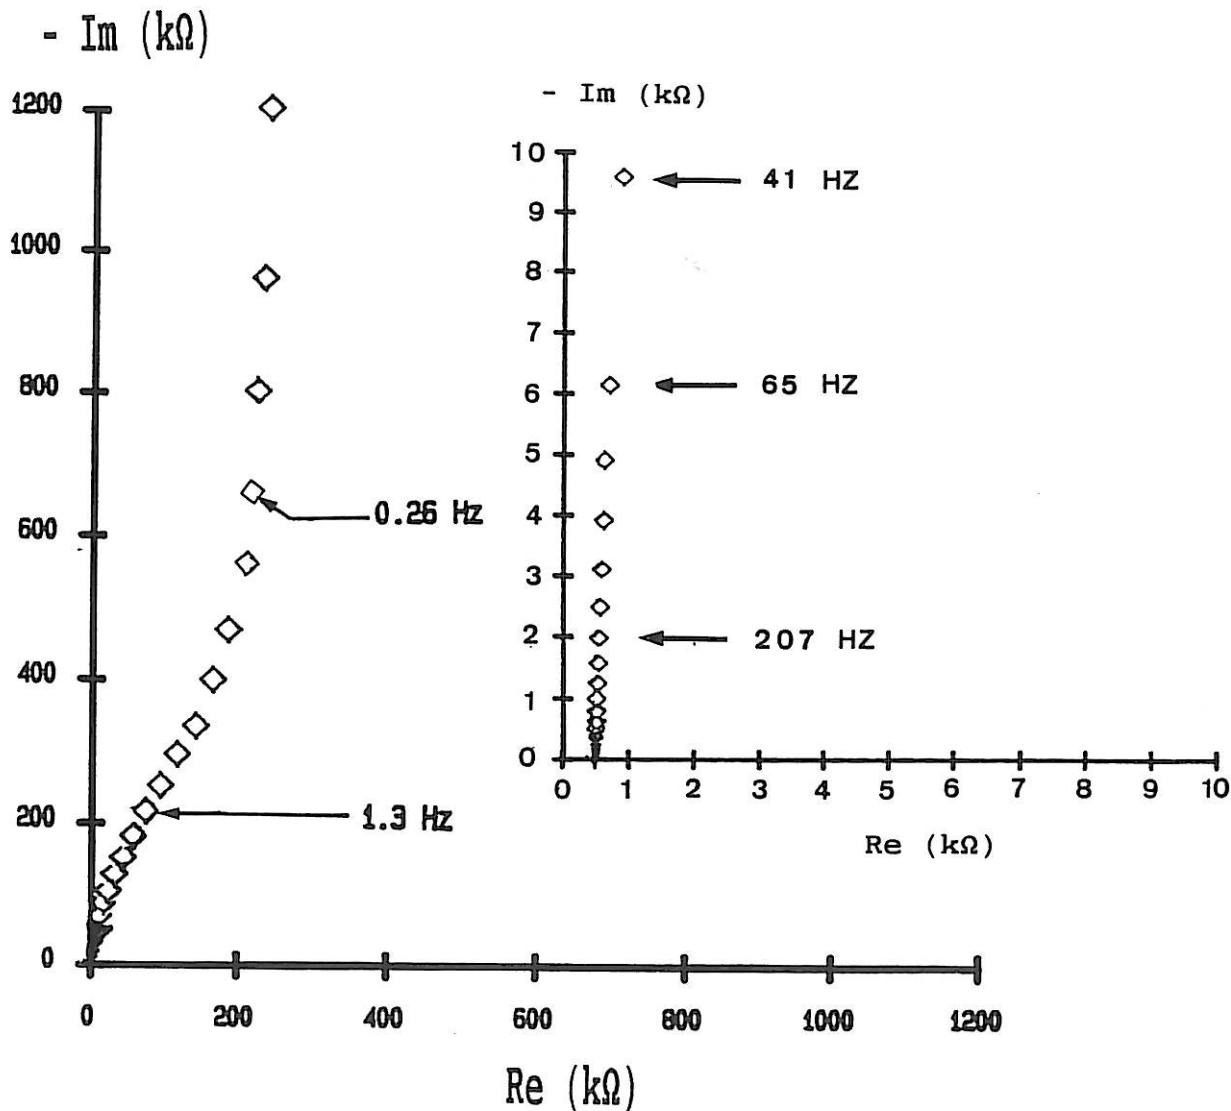 - Im (kΩ)
1200
1000
800
600
400
200
0
0 200 400 600 800 1000 1200
Re (kΩ)
0.26 Hz
1.3 Hz
- Im (kΩ)
10
9
8
7
6
5
4
3
2
1
0
0 1 2 3 4 5 6 7 8 9 10
Re (kΩ)
41 HZ
65 HZ
207 HZ